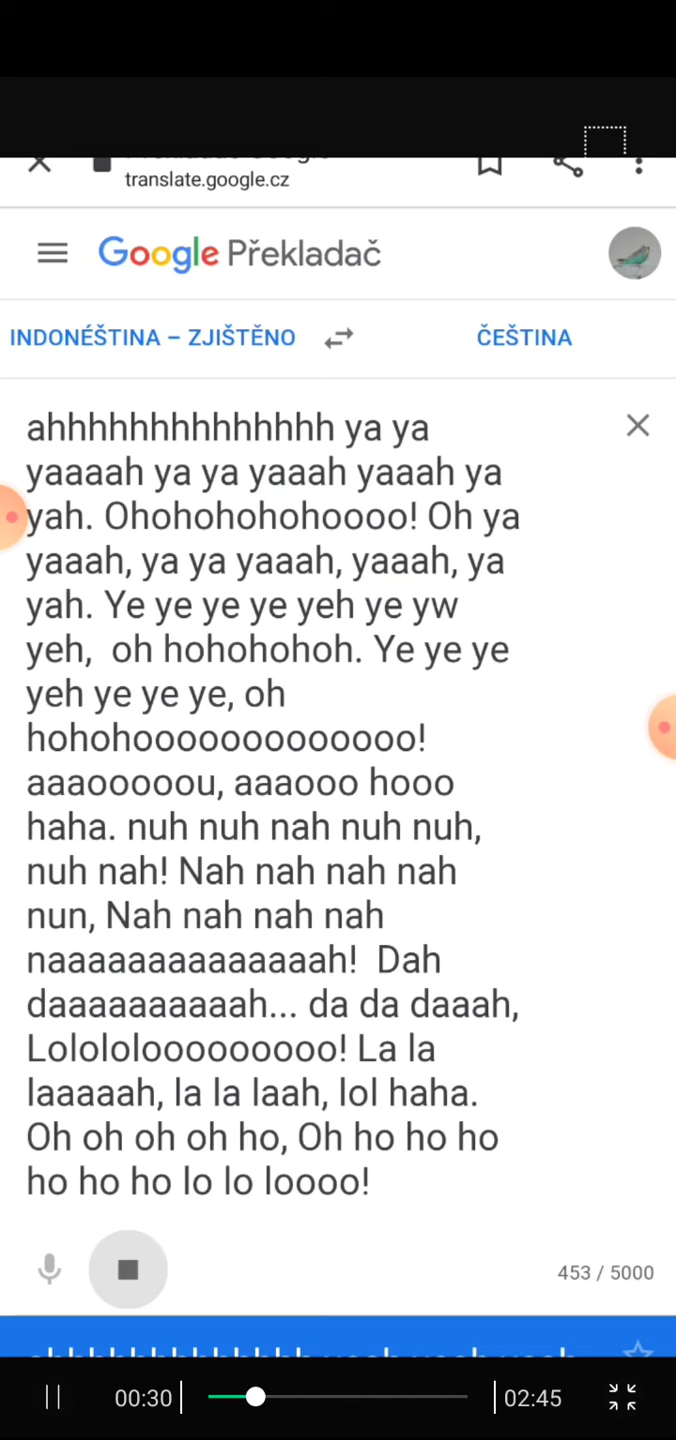 translate.google.cz
Google Překladač
INDONÉŠTINA – ZJIŠTĚNO
ČEŠTINA
ahhhhhhhhhhhhhhh ya ya
yaaaah ya ya yaaah yaaah ya
yah. Ohohohohohoooo! Oh ya
yaaah, ya ya yaaah, yaaah, ya
yah. Ye ye ye ye yeh ye yw
yeh,  oh hohohohoh. Ye ye ye
yeh ye ye ye, oh
hohohooooooooooooo!
aaaooooou, aaaooo hooo
haha. nuh nuh nah nuh nuh,
nuh nah! Nah nah nah nah
nun, Nah nah nah nah
naaaaaaaaaaaaaah!  Dah
daaaaaaaaaah... da da daaah,
Lolololooooooooo! La la
laaaaah, la la laah, lol haha.
Oh oh oh oh ho, Oh ho ho ho
ho ho ho lo lo loooo!
453 / 5000
00:30
02:45